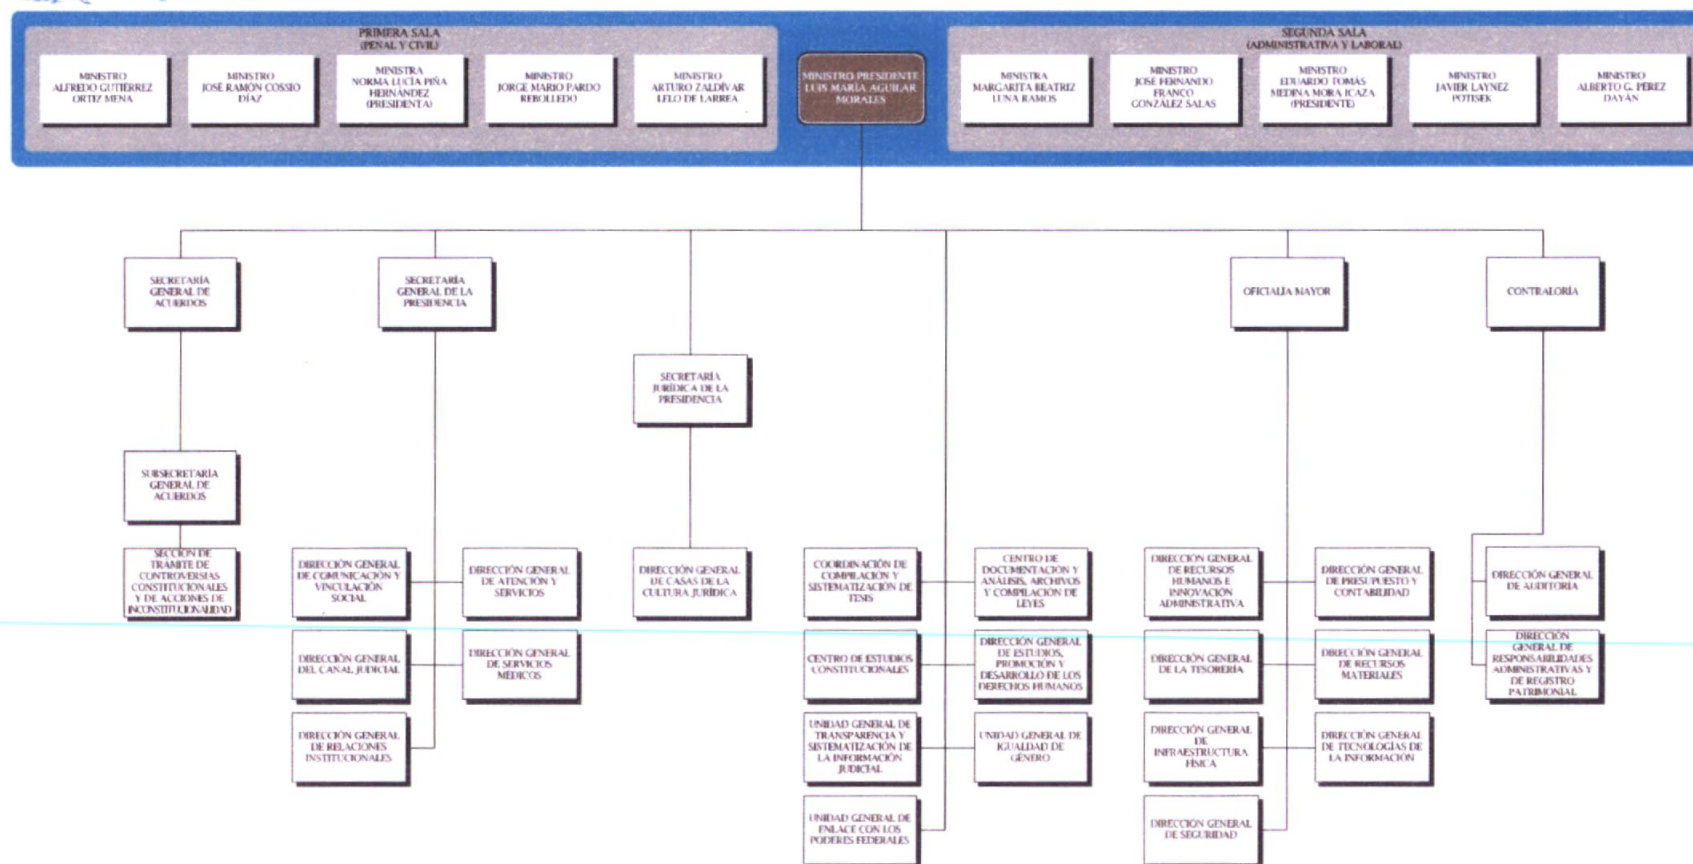 PRIMERA SALA
(PENAL Y CIVIL)
MINISTRO
ALFREDO GUTIÉRREZ
ORTIZ MENA
MINISTRO
JOSÉ RAMÓN COSSÍO
DÍAZ
MINISTRA
NORMA LUCÍA PIÑA
HERNÁNDEZ
(PRESIDENTA)
MINISTRO
JORGE MARIO PARDO
REBOLLEDO
MINISTRO
ARTURO ZALDÍVAR
LELO DE LARREA
MINISTRO PRESIDENTE
LUIS MARÍA AGUILAR
MORALES
SEGUNDA SALA
(ADMINISTRATIVA Y LABORAL)
MINISTRA
MARGARITA BEATRIZ
LUNA RAMOS
MINISTRO
JOSÉ FERNANDO
FRANCO
GONZÁLEZ SALAS
MINISTRO
EDUARDO TOMÁS
MEDINA MORA ICAZA
(PRESIDENTE)
MINISTRO
JAVIER LAYNEZ
POTISEK
MINISTRO
ALBERTO G. PÉREZ
DAYÁN
SECRETARÍA
GENERAL DE
ACUERDOS
SECRETARÍA
GENERAL DE LA
PRESIDENCIA
OFICIALÍA MAYOR
CONTRALORÍA
SECRETARÍA
JURÍDICA DE LA
PRESIDENCIA
SUBSECRETARÍA
GENERAL DE
ACUERDOS
SECCIÓN DE
TRÁMITE DE
CONTROVERSIAS
CONSTITUCIONALES
Y DE ACCIONES DE
INCONSTITUCIONALIDAD
DIRECCIÓN GENERAL
DE COMUNICACIÓN Y
VINCULACIÓN
SOCIAL
DIRECCIÓN GENERAL
DE ATENCIÓN Y
SERVICIOS
DIRECCIÓN GENERAL
DE CASAS DE LA
CULTURA JURÍDICA
COORDINACIÓN DE
COMPILACIÓN Y
SISTEMATIZACIÓN DE
TESIS
CENTRO DE
DOCUMENTACIÓN Y
ANÁLISIS, ARCHIVOS
Y COMPILACIÓN DE
LEYES
DIRECCIÓN GENERAL
DE RECURSOS
HUMANOS E
INNOVACIÓN
ADMINISTRATIVA
DIRECCIÓN GENERAL
DE PRESUPUESTO Y
CONTABILIDAD
DIRECCIÓN GENERAL
DE AUDITORÍA
DIRECCIÓN GENERAL
DEL CANAL JUDICIAL
DIRECCIÓN GENERAL
DE SERVICIOS
MÉDICOS
CENTRO DE ESTUDIOS
CONSTITUCIONALES
DIRECCIÓN GENERAL
DE ESTUDIOS,
PROMOCIÓN Y
DESARROLLO DE LOS
DERECHOS HUMANOS
DIRECCIÓN GENERAL
DE LA TESORERÍA
DIRECCIÓN GENERAL
DE RECURSOS
MATERIALES
DIRECCIÓN
GENERAL DE
RESPONSABILIDADES
ADMINISTRATIVAS Y
DE REGISTRO
PATRIMONIAL
DIRECCIÓN GENERAL
DE RELACIONES
INSTITUCIONALES
UNIDAD GENERAL DE
TRANSPARENCIA Y
SISTEMATIZACIÓN DE
LA INFORMACIÓN
JUDICIAL
UNIDAD GENERAL DE
IGUALDAD DE
GÉNERO
DIRECCIÓN GENERAL
DE
INFRAESTRUCTURA
FÍSICA
DIRECCIÓN GENERAL
DE TECNOLOGÍAS DE
LA INFORMACIÓN
UNIDAD GENERAL DE
ENLACE CON LOS
PODERES FEDERALES
DIRECCIÓN GENERAL
DE SEGURIDAD